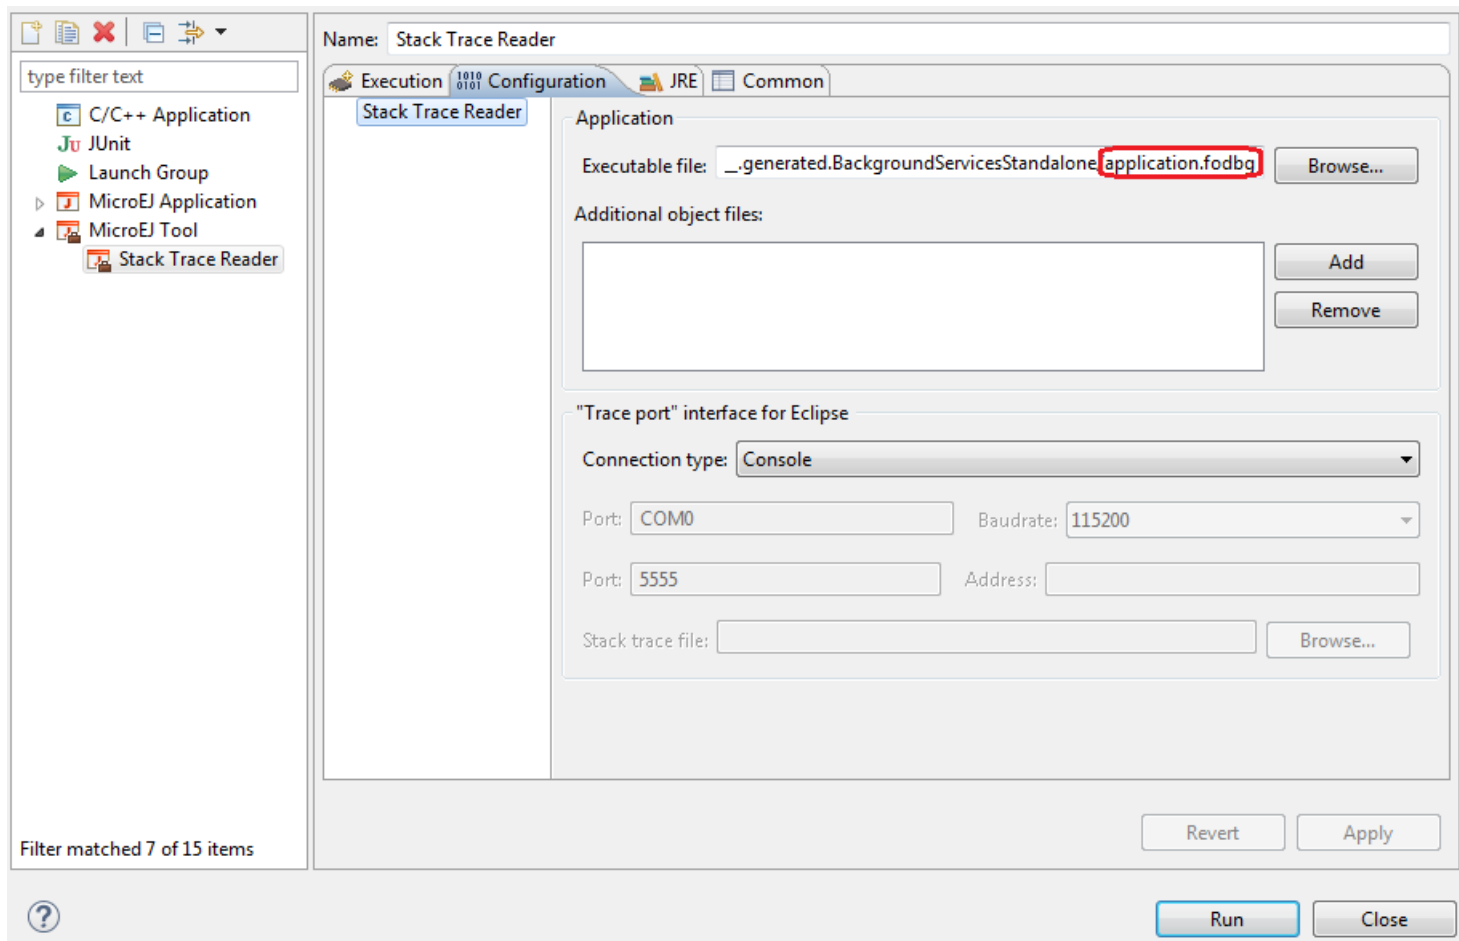 Name: Stack Trace Reader
type filter text
Execution
1010 0101 Configuration
JRE
Common
c C/C++ Application
Ju JUnit
Launch Group
J MicroEJ Application
MicroEJ Tool
Stack Trace Reader
Filter matched 7 of 15 items
Stack Trace Reader
Application
Executable file: _.generated.BackgroundServicesStandalone/application.fodbg Browse...
Additional object files:
Add
Remove
"Trace port" interface for Eclipse
Connection type: Console
Port: COM0 Baudrate: 115200
Port: 5555 Address:
Stack trace file: Browse...
Revert Apply
? Run Close